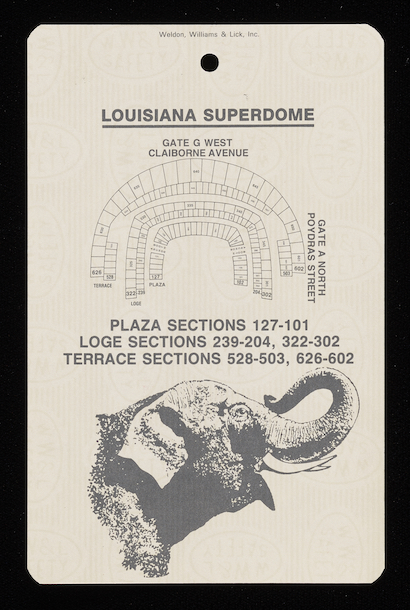 Weldon, Williams & Lick, Inc.
LOUISIANA SUPERDOME
GATE G WEST
CLAIBORNE AVENUE
GATE A NORTH
POYDRAS STREET
626
528
TERRACE
322
239
LOGE
127
PLAZA
102
204
302
503
602
PLAZA SECTIONS 127-101
LOGE SECTIONS 239-204, 322-302
TERRACE SECTIONS 528-503, 626-602